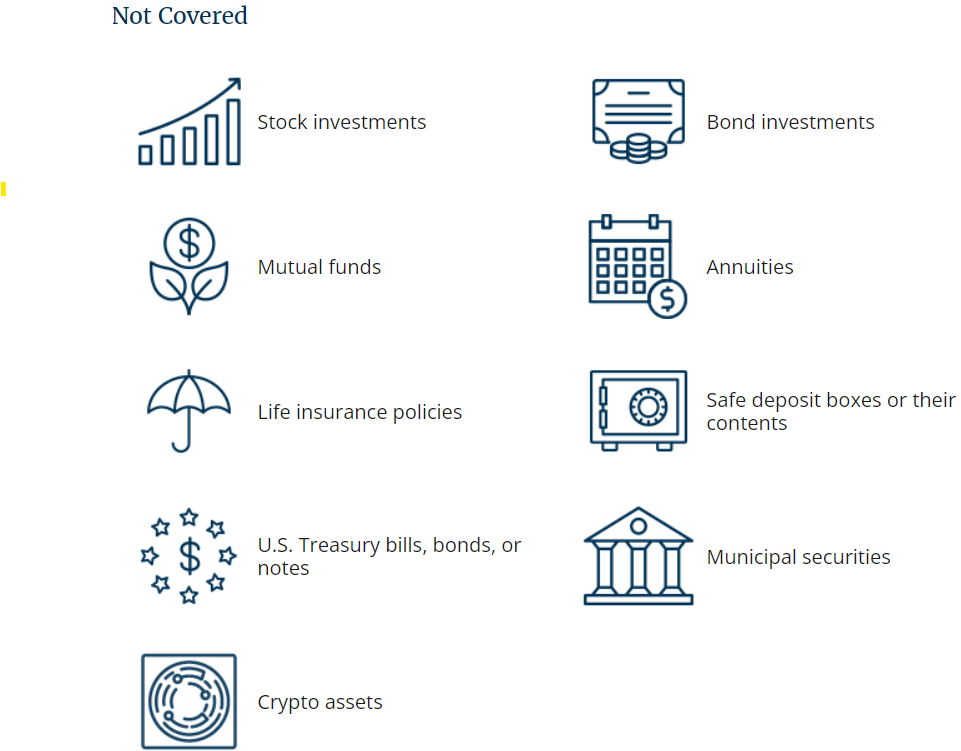 Not Covered
Stock investments
Bond investments
Mutual funds
Annuities
Life insurance policies
Safe deposit boxes or their
contents
U.S. Treasury bills, bonds, or
notes
Municipal securities
Crypto assets